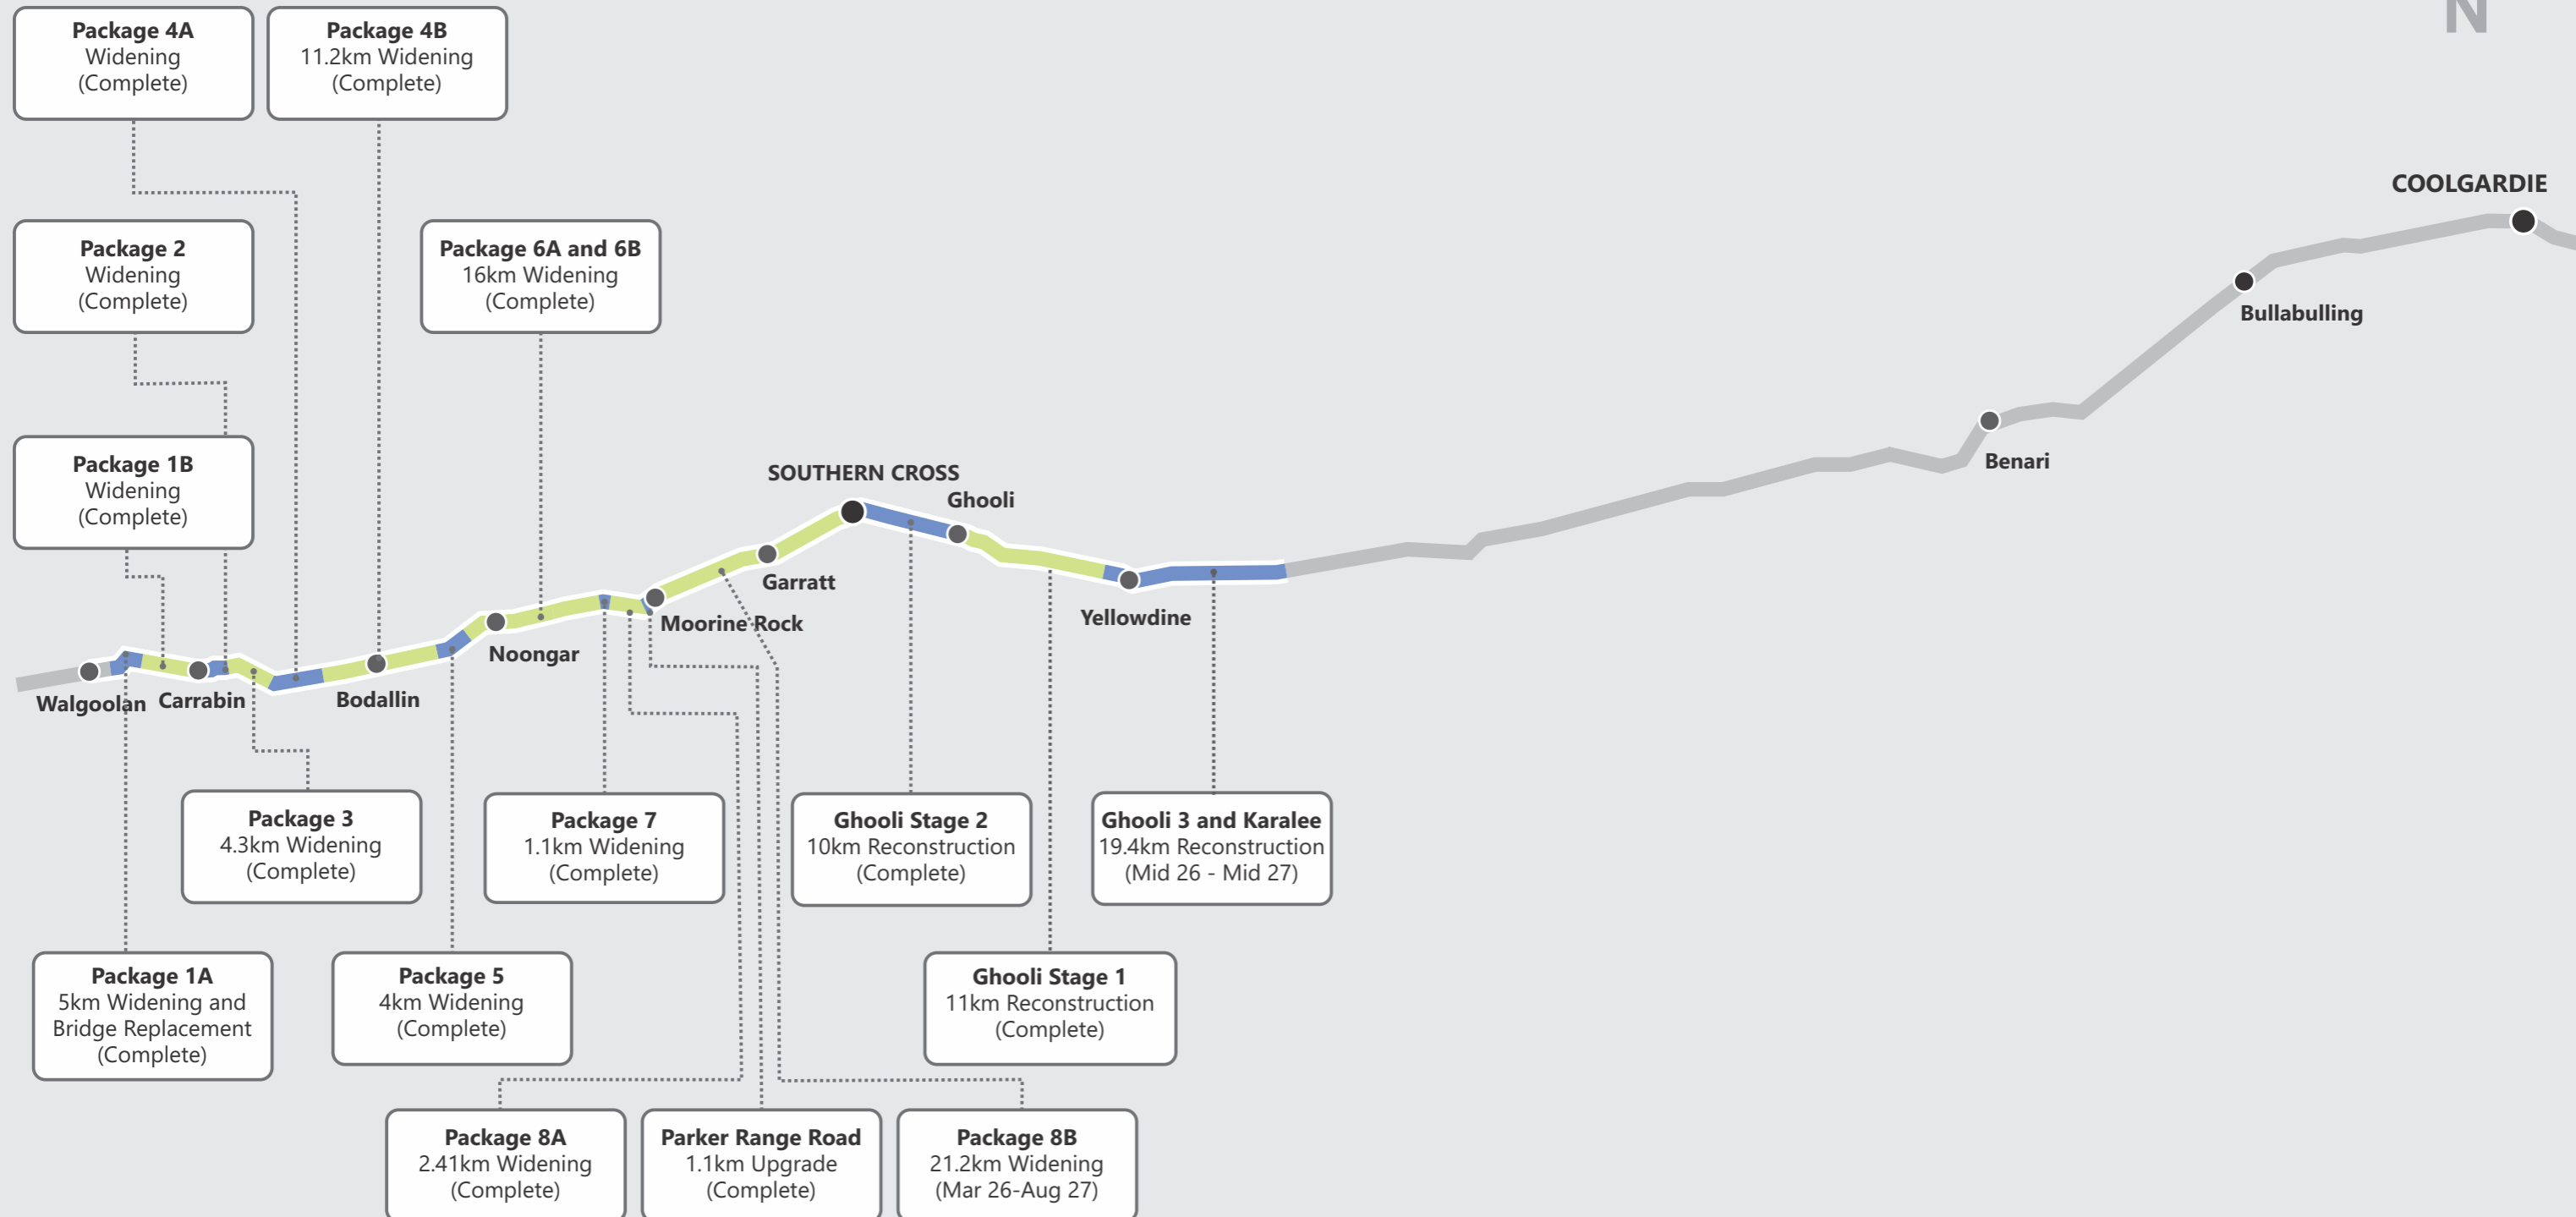 Package 4A
Widening
(Complete)
Package 4B
11.2km Widening
(Complete)
N
COOLGARDIE
Package 2
Widening
(Complete)
Package 6A and 6B
16km Widening
(Complete)
Bullabulling
Package 1B
Widening
(Complete)
SOUTHERN CROSS
Ghooli
Benari
Garratt
Yellowdine
Moorine Rock
Noongar
Walgoolan
Carrabin
Bodallin
Package 3
4.3km Widening
(Complete)
Package 7
1.1km Widening
(Complete)
Ghooli Stage 2
10km Reconstruction
(Complete)
Ghooli 3 and Karalee
19.4km Reconstruction
(Mid 26 - Mid 27)
Package 1A
5km Widening and
Bridge Replacement
(Complete)
Package 5
4km Widening
(Complete)
Ghooli Stage 1
11km Reconstruction
(Complete)
Package 8A
2.41km Widening
(Complete)
Parker Range Road
1.1km Upgrade
(Complete)
Package 8B
21.2km Widening
(Mar 26-Aug 27)